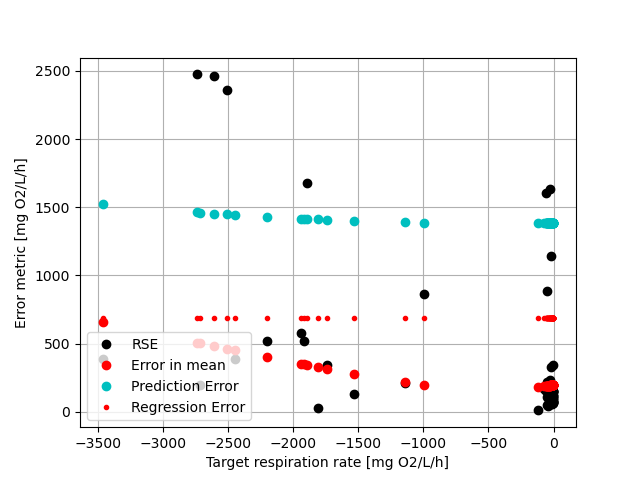 2500
2000
1500
1000
500
0
Error metric [mg O2/L/h]
RSE
Error in mean
Prediction Error
Regression Error
−3500 −3000 −2500 −2000 −1500 −1000 −500 0
Target respiration rate [mg O2/L/h]